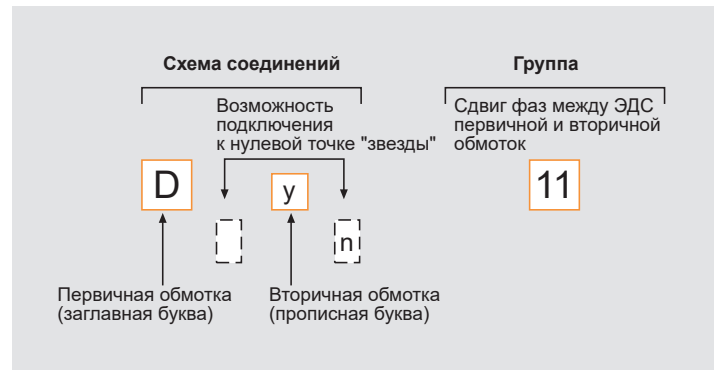 Схема соединений
Группа
Возможность
подключения
к нулевой точке "звезды"
Сдвиг фаз между ЭДС
первичной и вторичной
обмоток
D
y
n
11
Первичная обмотка
(заглавная буква)
Вторичная обмотка
(прописная буква)